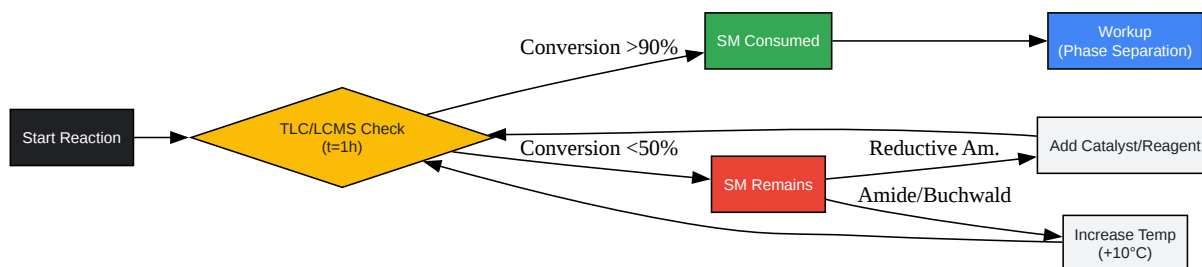 Start Reaction
TLC/LCMS Check
(t=1h)
Conversion >90%
SM Consumed
Workup
(Phase Separation)
Conversion <50%
SM Remains
Reductive Am.
Add Catalyst/Reagent
Amide/Buchwald
Increase Temp
(+10°C)